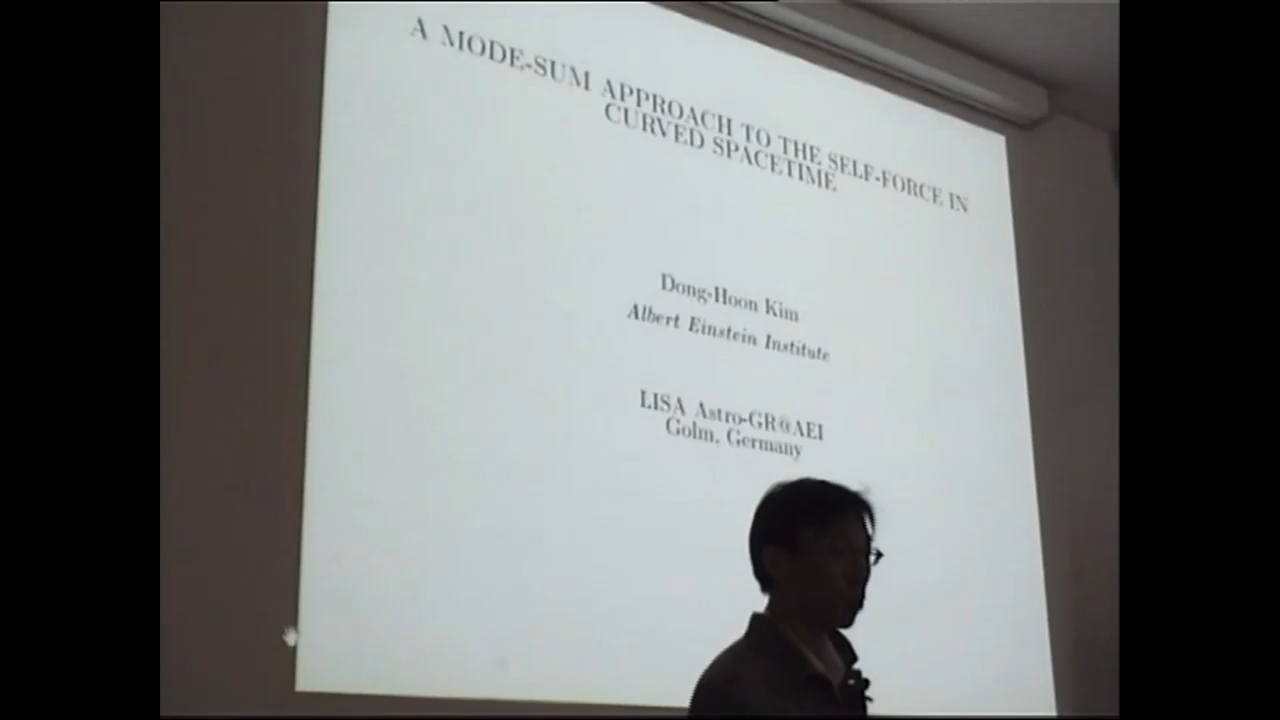 A MODE-SUM APPROACH TO THE SELF-FORCE IN
CURVED SPACETIME
Dong-Hoon Kim
Albert Einstein Institute
LISA Astro-GR@AEI
Golm, Germany